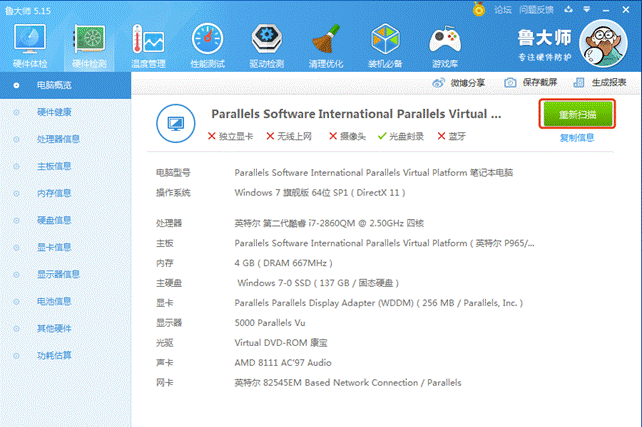 鲁大师 5.15
论坛 问题反馈
硬件体检 硬件检测 温度管理 性能测试 驱动检测 清理优化 装机必备 游戏库
鲁大师
专注硬件防护
电脑概览
微博分享 保存截屏 生成报表
硬件健康
处理器信息
主板信息
内存信息
硬盘信息
显卡信息
显示器信息
电池信息
其他硬件
功耗估算
Parallels Software International Parallels Virtual ...
重新扫描
独立显卡 无线上网 摄像头 光盘刻录 蓝牙
复制信息
电脑型号 Parallels Software International Parallels Virtual Platform 笔记本电脑
操作系统 Windows 7 旗舰版 64位 SP1 ( DirectX 11 )
处理器 英特尔 第二代酷睿 i7-2860QM @ 2.50GHz 四核
主板 Parallels Software International Parallels Virtual Platform ( 英特尔 P965/...
内存 4 GB ( DRAM 667MHz )
主硬盘 Windows 7-0 SSD ( 137 GB / 固态硬盘 )
显卡 Parallels Parallels Display Adapter (WDDM) ( 256 MB / Parallels, Inc. )
显示器 5000 Parallels Vu
光驱 Virtual DVD-ROM 康宝
声卡 AMD 8111 AC'97 Audio
网卡 英特尔 82545EM Based Network Connection / Parallels